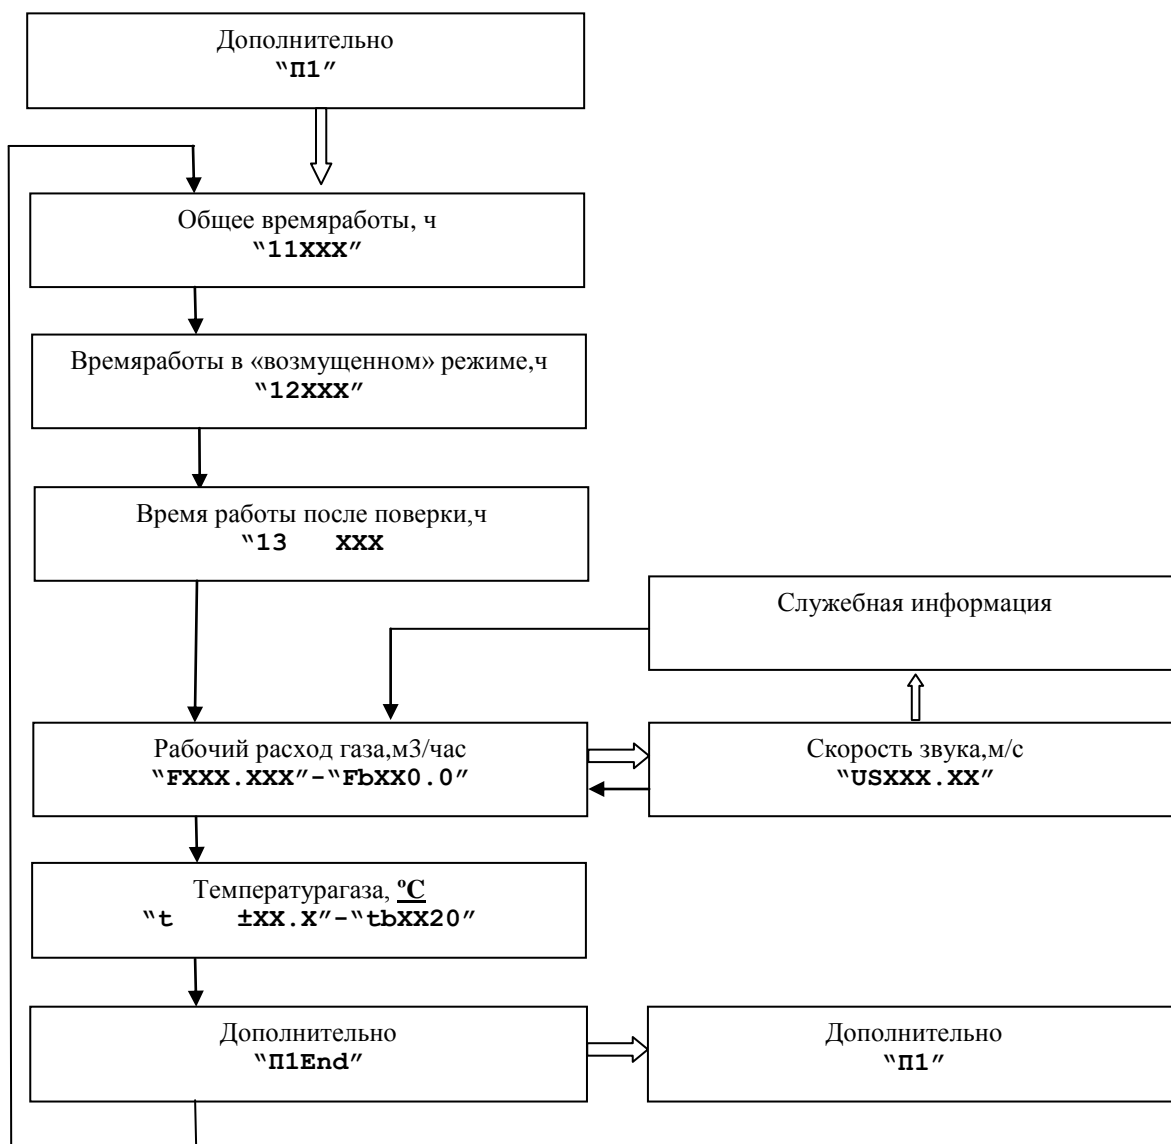 Дополнительно
“П1”
Общее времяработы, ч
“11XXX”
Времяработы в «возмущенном» режиме,ч
“12XXX”
Время работы после поверки,ч
“13 XXX
Служебная информация
Рабочий расход газа,м3/час
“FXXX.XXX”-“FbXX0.0”
Скорость звука,м/с
“USXXX.XX”
Температурагаза, ºС
“t ±XX.X”-“tbXX20”
Дополнительно
“П1End”
Дополнительно
“П1”